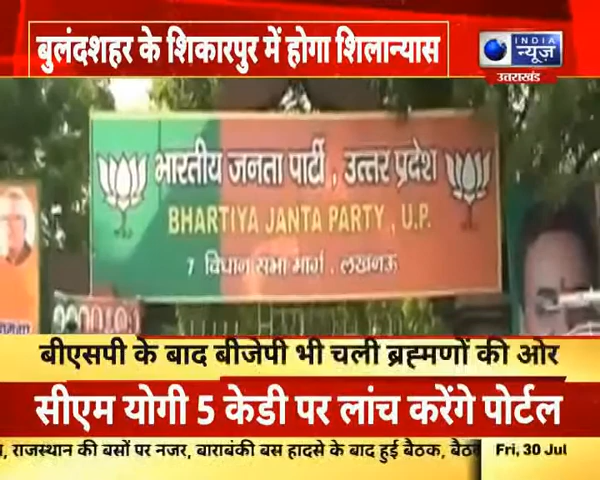 बुलंदशहर के शिकारपुर में होगा शिलान्यास
INDIA
न्यूज़
उत्तराखंड
भारतीय जनता पार्टी , उत्तर प्रदेश
BHARTIYA JANTA PARTY , U.P.
7 विधान सभा मार्ग , लखनऊ
बीएसपी के बाद बीजेपी भी चली ब्रह्मणों की ओर
सीएम योगी 5 केडी पर लांच करेंगे पोर्टल
, राजस्थान की बसों पर नजर, बाराबंकी बस हादसे के बाद हुई बैठक,
Fri, 30 Jul